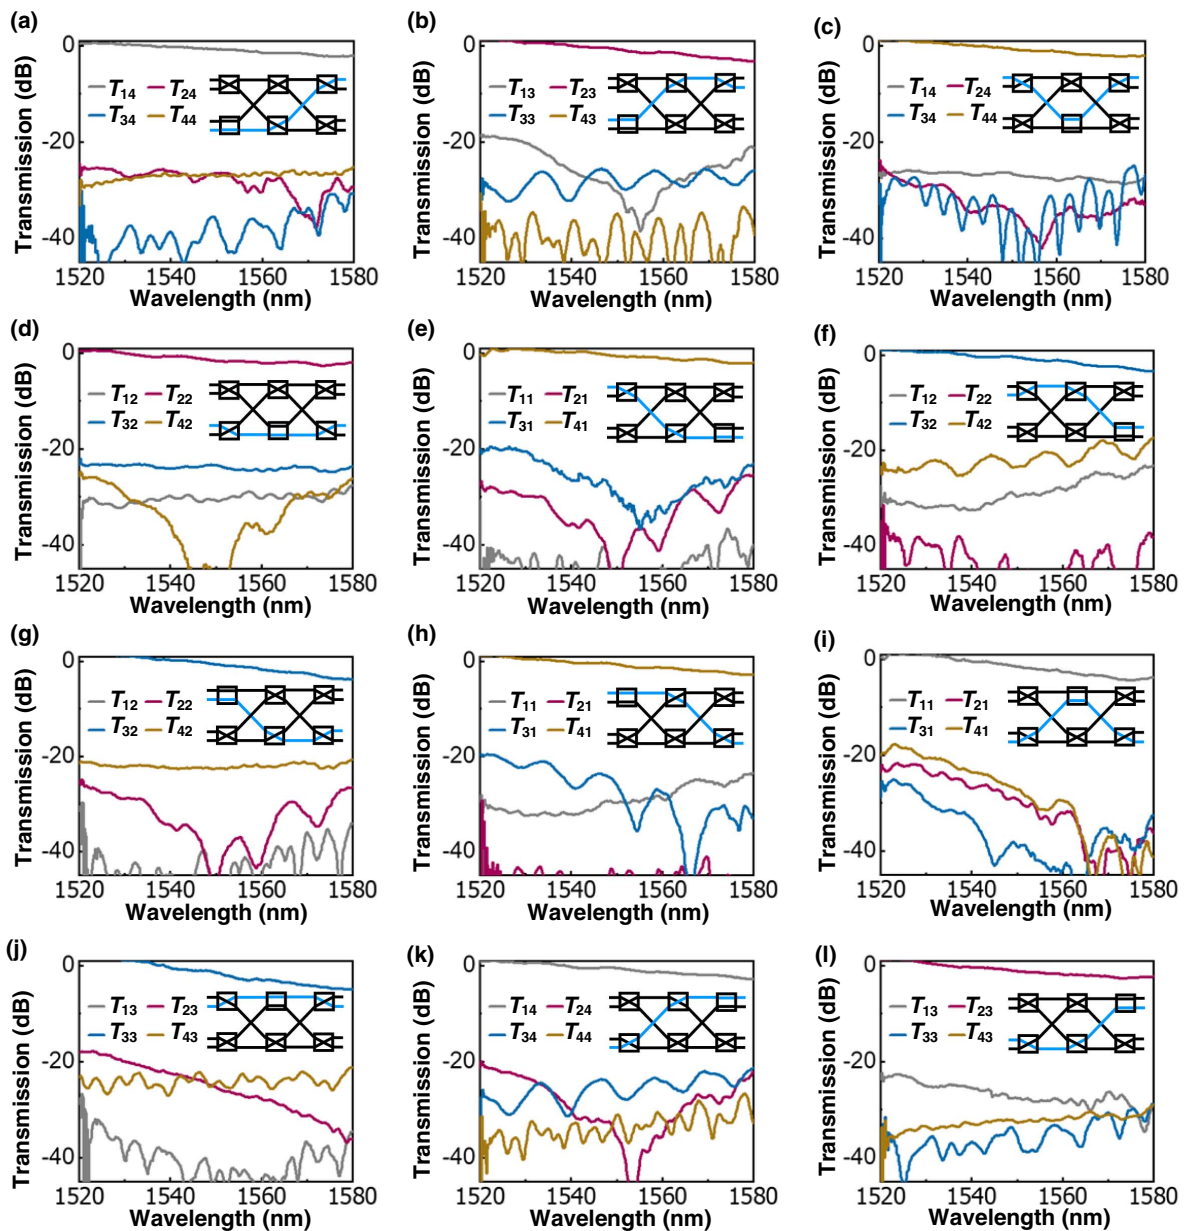 (a)
Transmission (dB)
0
-20
-40
T14 T24
T34 T44
1520 1540 1560 1580
Wavelength (nm)
(b)
Transmission (dB)
0
-20
-40
T13 T23
T33 T43
1520 1540 1560 1580
Wavelength (nm)
(c)
Transmission (dB)
0
-20
-40
T14 T24
T34 T44
1520 1540 1560 1580
Wavelength (nm)
(d)
Transmission (dB)
0
-20
-40
T12 T22
T32 T42
1520 1540 1560 1580
Wavelength (nm)
(e)
Transmission (dB)
0
-20
-40
T11 T21
T31 T41
1520 1540 1560 1580
Wavelength (nm)
(f)
Transmission (dB)
0
-20
-40
T12 T22
T32 T42
1520 1540 1560 1580
Wavelength (nm)
(g)
Transmission (dB)
0
-20
-40
T12 T22
T32 T42
1520 1540 1560 1580
Wavelength (nm)
(h)
Transmission (dB)
0
-20
-40
T11 T21
T31 T41
1520 1540 1560 1580
Wavelength (nm)
(i)
Transmission (dB)
0
-20
-40
T11 T21
T31 T41
1520 1540 1560 1580
Wavelength (nm)
(j)
Transmission (dB)
0
-20
-40
T13 T23
T33 T43
1520 1540 1560 1580
Wavelength (nm)
(k)
Transmission (dB)
0
-20
-40
T14 T24
T34 T44
1520 1540 1560 1580
Wavelength (nm)
(l)
Transmission (dB)
0
-20
-40
T13 T23
T33 T43
1520 1540 1560 1580
Wavelength (nm)